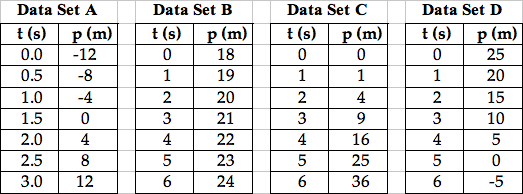 Data Set A Data Set B Data Set C Data Set D
t (s) p (m) t (s) p (m) t (s) p (m) t (s) p (m)
0.0 -12 0 18 0 0 0 25
0.5 -8 1 19 1 1 1 20
1.0 -4 2 20 2 4 2 15
1.5 0 3 21 3 9 3 10
2.0 4 4 22 4 16 4 5
2.5 8 5 23 5 25 5 0
3.0 12 6 24 6 36 6 -5